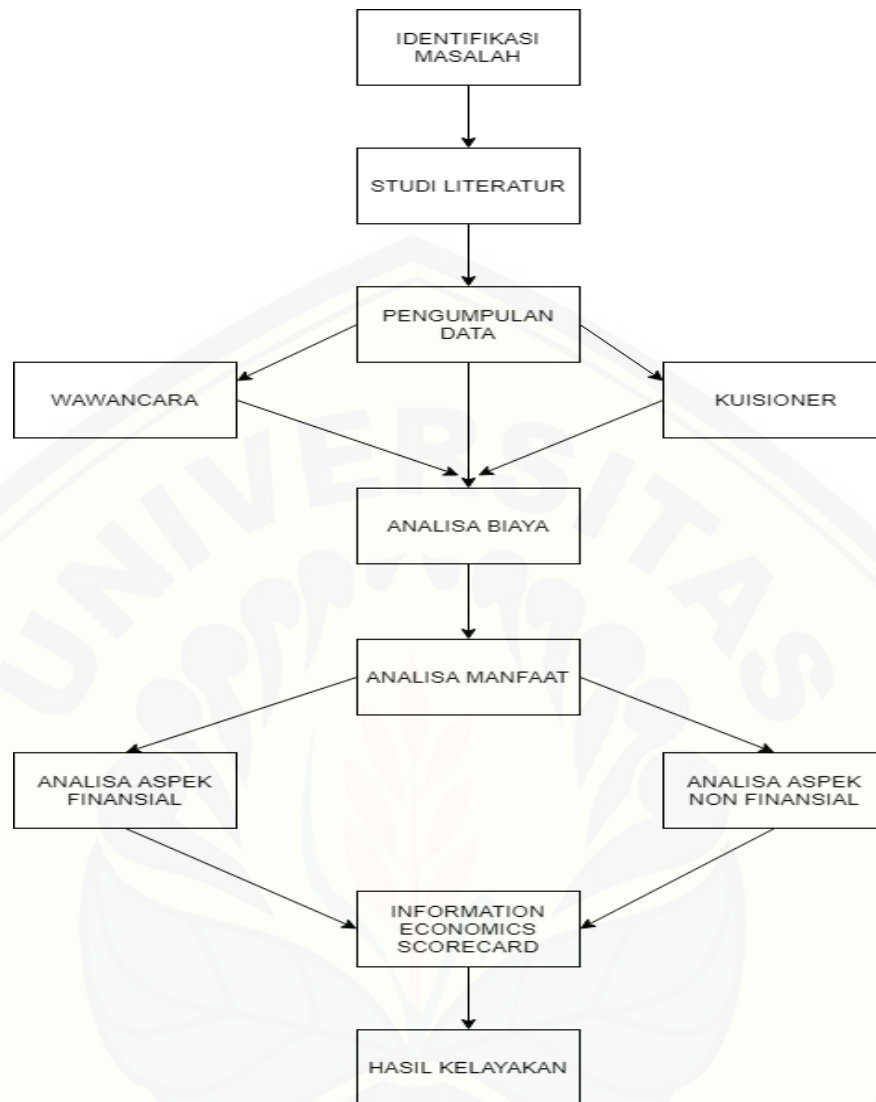 IDENTIFIKASI
MASALAH
STUDI LITERATUR
PENGUMPULAN
DATA
WAWANCARA
KUISIONER
ANALISA BIAYA
ANALISA MANFAAT
ANALISA ASPEK
FINANSIAL
ANALISA ASPEK
NON FINANSIAL
INFORMATION
ECONOMICS
SCORECARD
HASIL KELAYAKAN
UNIVERSITAS